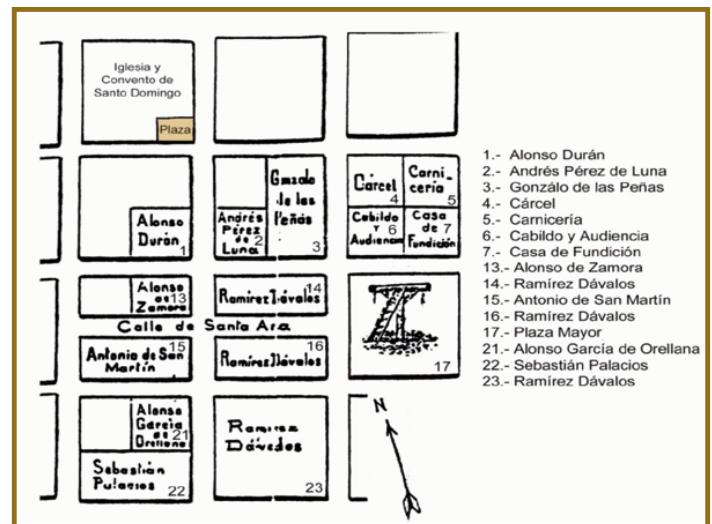 Iglesia y
Convento de
Santo Domingo
Plaza
Alonso
Durán
1
Andrés
Pérez
de
Luna
2
Gonzalo
de las
Peñas
3
Cárcel
4
Carni_
cería
5
Cabildo
Y
Audiencia
6
Casa
de
Fundición
7
Alonso
de
Zamora
13
Ramírez Dávalos
14
Calle de Santa Ana
Antonio de San
Martín
15
Ramírez Dávalos
16
17
Alonso
García
de
Orellana
21
Sebastián
Palacios
22
Ramirez
Dávalos
23
N
1.- Alonso Durán
2.- Andrés Pérez de Luna
3.- Gonzálo de las Peñas
4.- Cárcel
5.- Carnicería
6.- Cabildo y Audiencia
7.- Casa de Fundición
13.- Alonso de Zamora
14.- Ramírez Dávalos
15.- Antonio de San Martín
16.- Ramírez Dávalos
17.- Plaza Mayor
21.- Alonso García de Orellana
22.- Sebastián Palacios
23.- Ramírez Dávalos